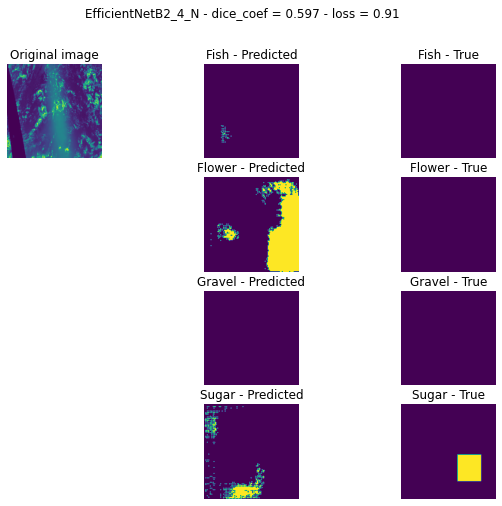 EfficientNetB2_4_N - dice_coef = 0.597 - loss = 0.91
Original image
Fish - Predicted
Fish - True
Flower - Predicted
Flower - True
Gravel - Predicted
Gravel - True
Sugar - Predicted
Sugar - True